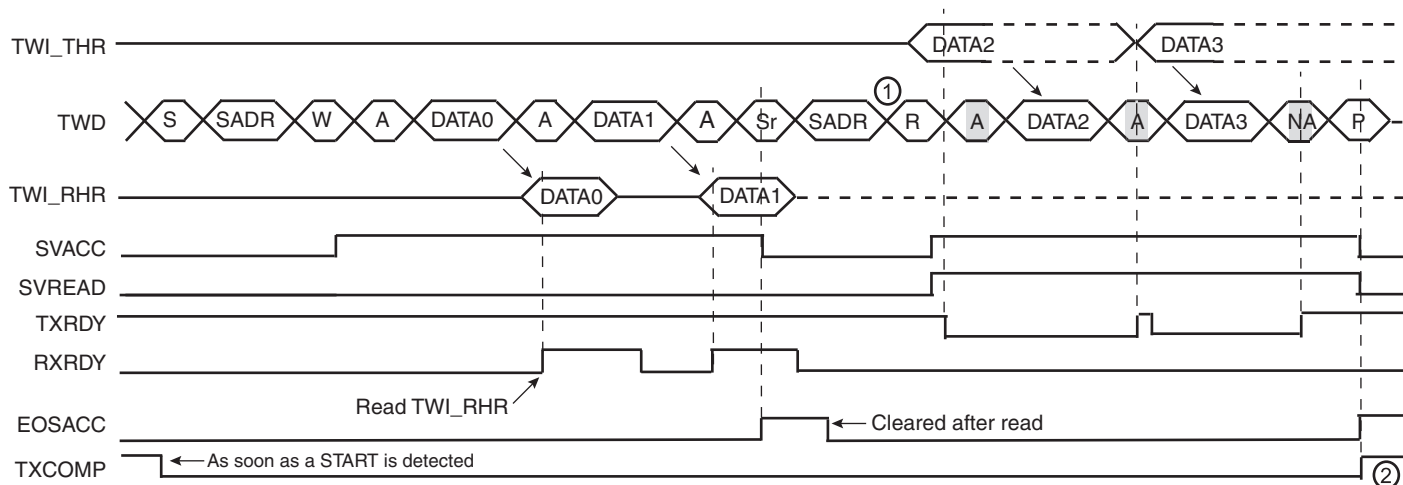 TWI_THR DATA2 DATA3
①
TWD S SADR W A DATA0 A DATA1 A Sr SADR R A DATA2 A DATA3 NA P
TWI_RHR DATA0 DATA1
SVACC
SVREAD
TXRDY
RXRDY
Read TWI_RHR
EOSACC Cleared after read
As soon as a START is detected
TXCOMP ②